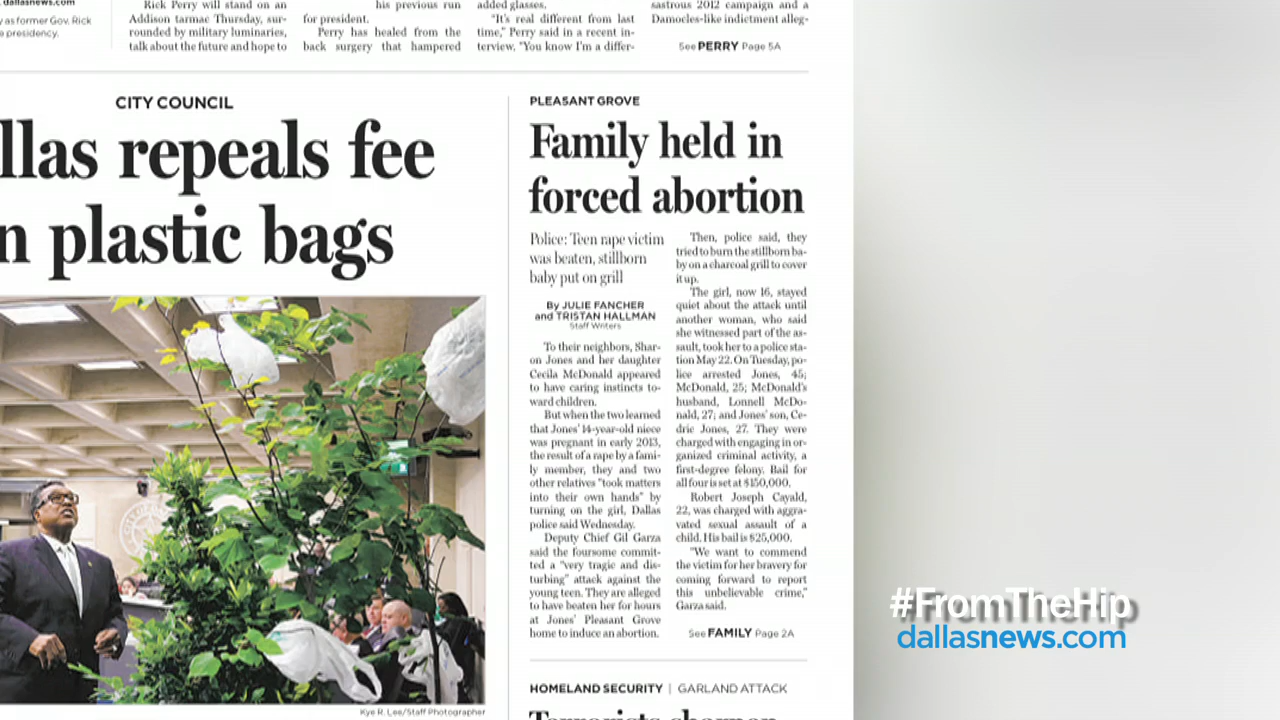 dallasnews.com
y as former Gov. Rick
e presidency.
Rick Perry will stand on an
Addison tarmac Thursday, sur-
rounded by military luminaries,
talk about the future and hope to
his previous run
for president.
Perry has healed from the
back surgery that hampered
added glasses.
"It's real different from last
time," Perry said in a recent in-
terview. "You know I'm a differ-
sastrous 2012 campaign and a
Damocles-like indictment alleg-
See PERRY Page 5A
CITY COUNCIL
llas repeals fee
n plastic bags
Kye R. Lee/Staff Photographer
PLEASANT GROVE
Family held in
forced abortion
Police: Teen rape victim
was beaten, stillborn
baby put on grill
By JULIE FANCHER
and TRISTAN HALLMAN
Staff Writers
To their neighbors, Shar-
on Jones and her daughter
Cecila McDonald appeared
to have caring instincts to-
ward children.
But when the two learned
that Jones' 14-year-old niece
was pregnant in early 2013,
the result of a rape by a fami-
ly member, they and two
other relatives "took matters
into their own hands" by
turning on the girl, Dallas
police said Wednesday.
Deputy Chief Gil Garza
said the foursome commit-
ted a "very tragic and dis-
turbing" attack against the
young teen. They are alleged
to have beaten her for hours
at Jones' Pleasant Grove
home to induce an abortion.
Then, police said, they
tried to burn the stillborn ba-
by on a charcoal grill to cover
it up.
The girl, now 16, stayed
quiet about the attack until
another woman, who said
she witnessed part of the as-
sault, took her to a police sta-
tion May 22. On Tuesday, po-
lice arrested Jones, 45;
McDonald, 25; McDonald's
husband, Lonnell McDo-
nald, 27; and Jones' son, Ce-
dric Jones, 27. They were
charged with engaging in or-
ganized criminal activity, a
first-degree felony. Bail for
all four is set at $150,000.
Robert Joseph Cayald,
22, was charged with aggra-
vated sexual assault of a
child. His bail is $25,000.
"We want to commend
the victim for her bravery for
coming forward to report
this unbelievable crime,"
Garza said.
See FAMILY Page 2A
HOMELAND SECURITY | GARLAND ATTACK
#FromTheHip
dallasnews.com